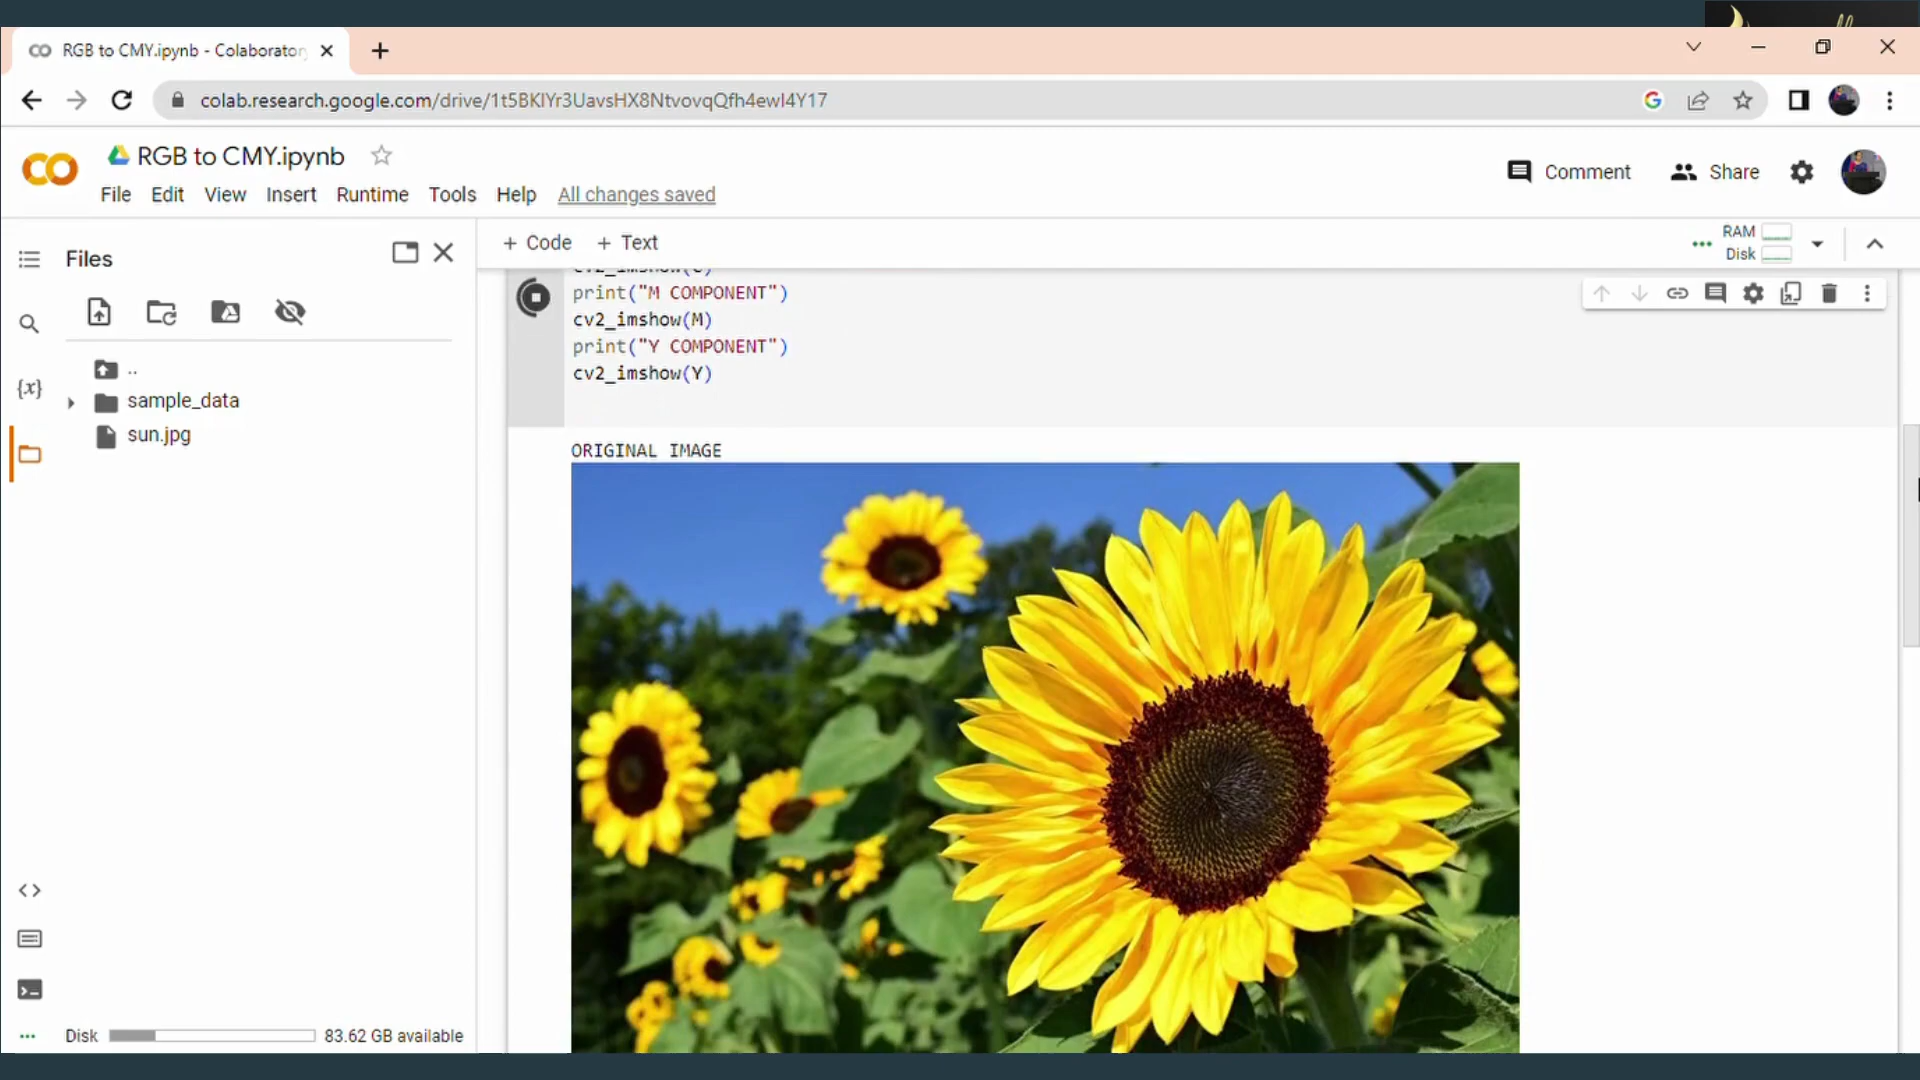 RGB to CMY.ipynb - Colaborator
colab.research.google.com/drive/1t5BKlYr3UavsHX8NtvovqQfh4ewI4Y17
RGB to CMY.ipynb
Comment
Share
File Edit View Insert Runtime Tools Help All changes saved
+ Code + Text
RAM
Disk
Files
..
sample_data
sun.jpg
{x}
cv2_imshow(C)
print("M COMPONENT")
cv2_imshow(M)
print("Y COMPONENT")
cv2_imshow(Y)
ORIGINAL IMAGE
Disk 83.62 GB available